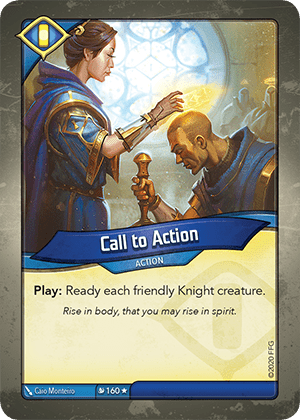 Call to Action
ACTION
Play: Ready each friendly Knight creature.
Rise in body, that you may rise in spirit.
©2020 FFG
Caio Monteiro
160